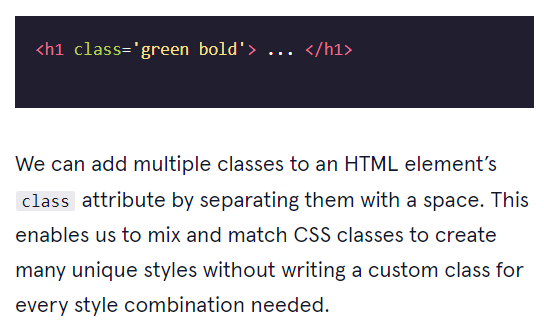 <h1 class='green bold'> ... </h1>
We can add multiple classes to an HTML element’s
class attribute by separating them with a space. This
enables us to mix and match CSS classes to create
many unique styles without writing a custom class for
every style combination needed.